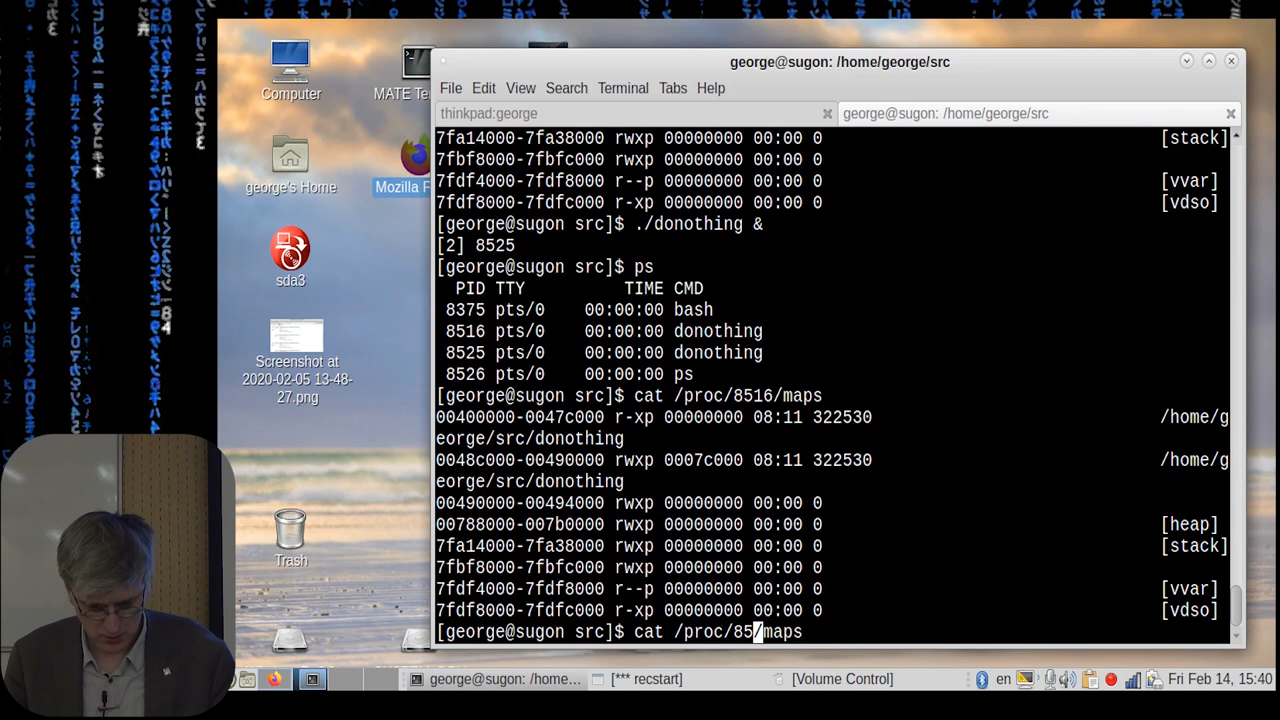 Computer
MATE Te
george's Home
Mozilla F
sda3
Screenshot at
2020-02-05 13-48-
27.png
Trash
george@sugon: /home/george/src
File Edit View Search Terminal Tabs Help
thinkpad:george
george@sugon: /home/george/src
7fa14000-7fa38000 rwxp 00000000 00:00 0 [stack]
7fbf8000-7fbfc000 rwxp 00000000 00:00 0
7fdf4000-7fdf8000 r--p 00000000 00:00 0 [vvar]
7fdf8000-7fdfc000 r-xp 00000000 00:00 0 [vdso]
[george@sugon src]$ ./donothing &
[2] 8525
[george@sugon src]$ ps
PID TTY TIME CMD
8375 pts/0 00:00:00 bash
8516 pts/0 00:00:00 donothing
8525 pts/0 00:00:00 donothing
8526 pts/0 00:00:00 ps
[george@sugon src]$ cat /proc/8516/maps
00400000-0047c000 r-xp 00000000 08:11 322530 /home/g
eorge/src/donothing
0048c000-00490000 rwxp 0007c000 08:11 322530 /home/g
eorge/src/donothing
00490000-00494000 rwxp 00000000 00:00 0
00788000-007b0000 rwxp 00000000 00:00 0 [heap]
7fa14000-7fa38000 rwxp 00000000 00:00 0 [stack]
7fbf8000-7fbfc000 rwxp 00000000 00:00 0
7fdf4000-7fdf8000 r--p 00000000 00:00 0 [vvar]
7fdf8000-7fdfc000 r-xp 00000000 00:00 0 [vdso]
[george@sugon src]$ cat /proc/85/maps
george@sugon: /home...
[*** recstart]
[Volume Control]
en
Fri Feb 14, 15:40